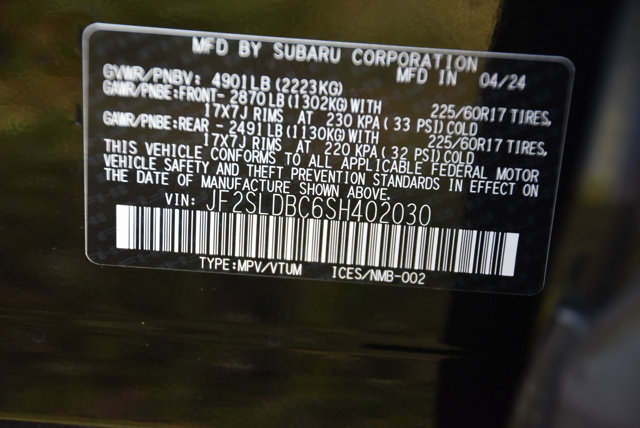 MFD BY SUBARU CORPORATION
MFD IN 04/24
GVWR/PNBV: 4901LB (2223KG)
GAWR/PNBE:FRONT-2870LB(1302KG)WITH 225/60R17 TIRES,
17X7J RIMS AT 230 KPA (33 PSI)COLD
GAWR/PNBE:REAR -2491LB(1130KG)WITH 225/60R17 TIRES,
17X7J RIMS AT 220 KPA (32 PSI)COLD
THIS VEHICLE CONFORMS TO ALL APPLICABLE FEDERAL MOTOR
VEHICLE SAFETY AND THEFT PREVENTION STANDARDS IN EFFECT ON
THE DATE OF MANUFACTURE SHOWN ABOVE.
VIN: JF2SLDBC6SH402030
TYPE:MPV/VTUM ICES/NMB-002